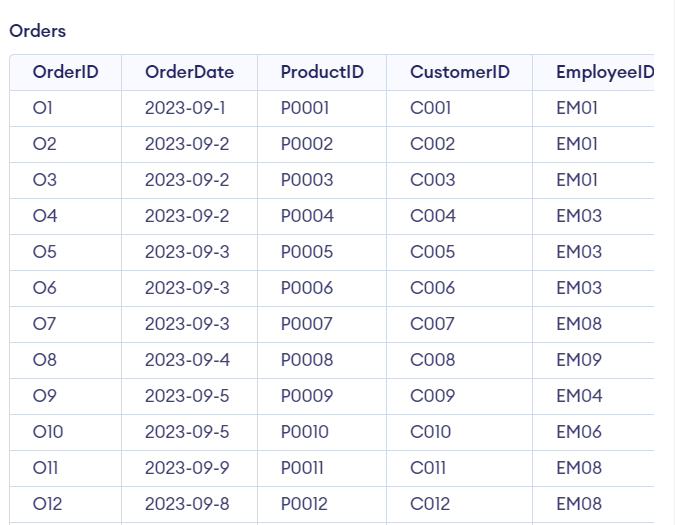 Orders
OrderID OrderDate ProductID CustomerID EmployeeID
O1 2023-09-1 P0001 C001 EM01
O2 2023-09-2 P0002 C002 EM01
O3 2023-09-2 P0003 C003 EM01
O4 2023-09-2 P0004 C004 EM03
O5 2023-09-3 P0005 C005 EM03
O6 2023-09-3 P0006 C006 EM03
O7 2023-09-3 P0007 C007 EM08
O8 2023-09-4 P0008 C008 EM09
O9 2023-09-5 P0009 C009 EM04
O10 2023-09-5 P0010 C010 EM06
O11 2023-09-9 P0011 C011 EM08
O12 2023-09-8 P0012 C012 EM08